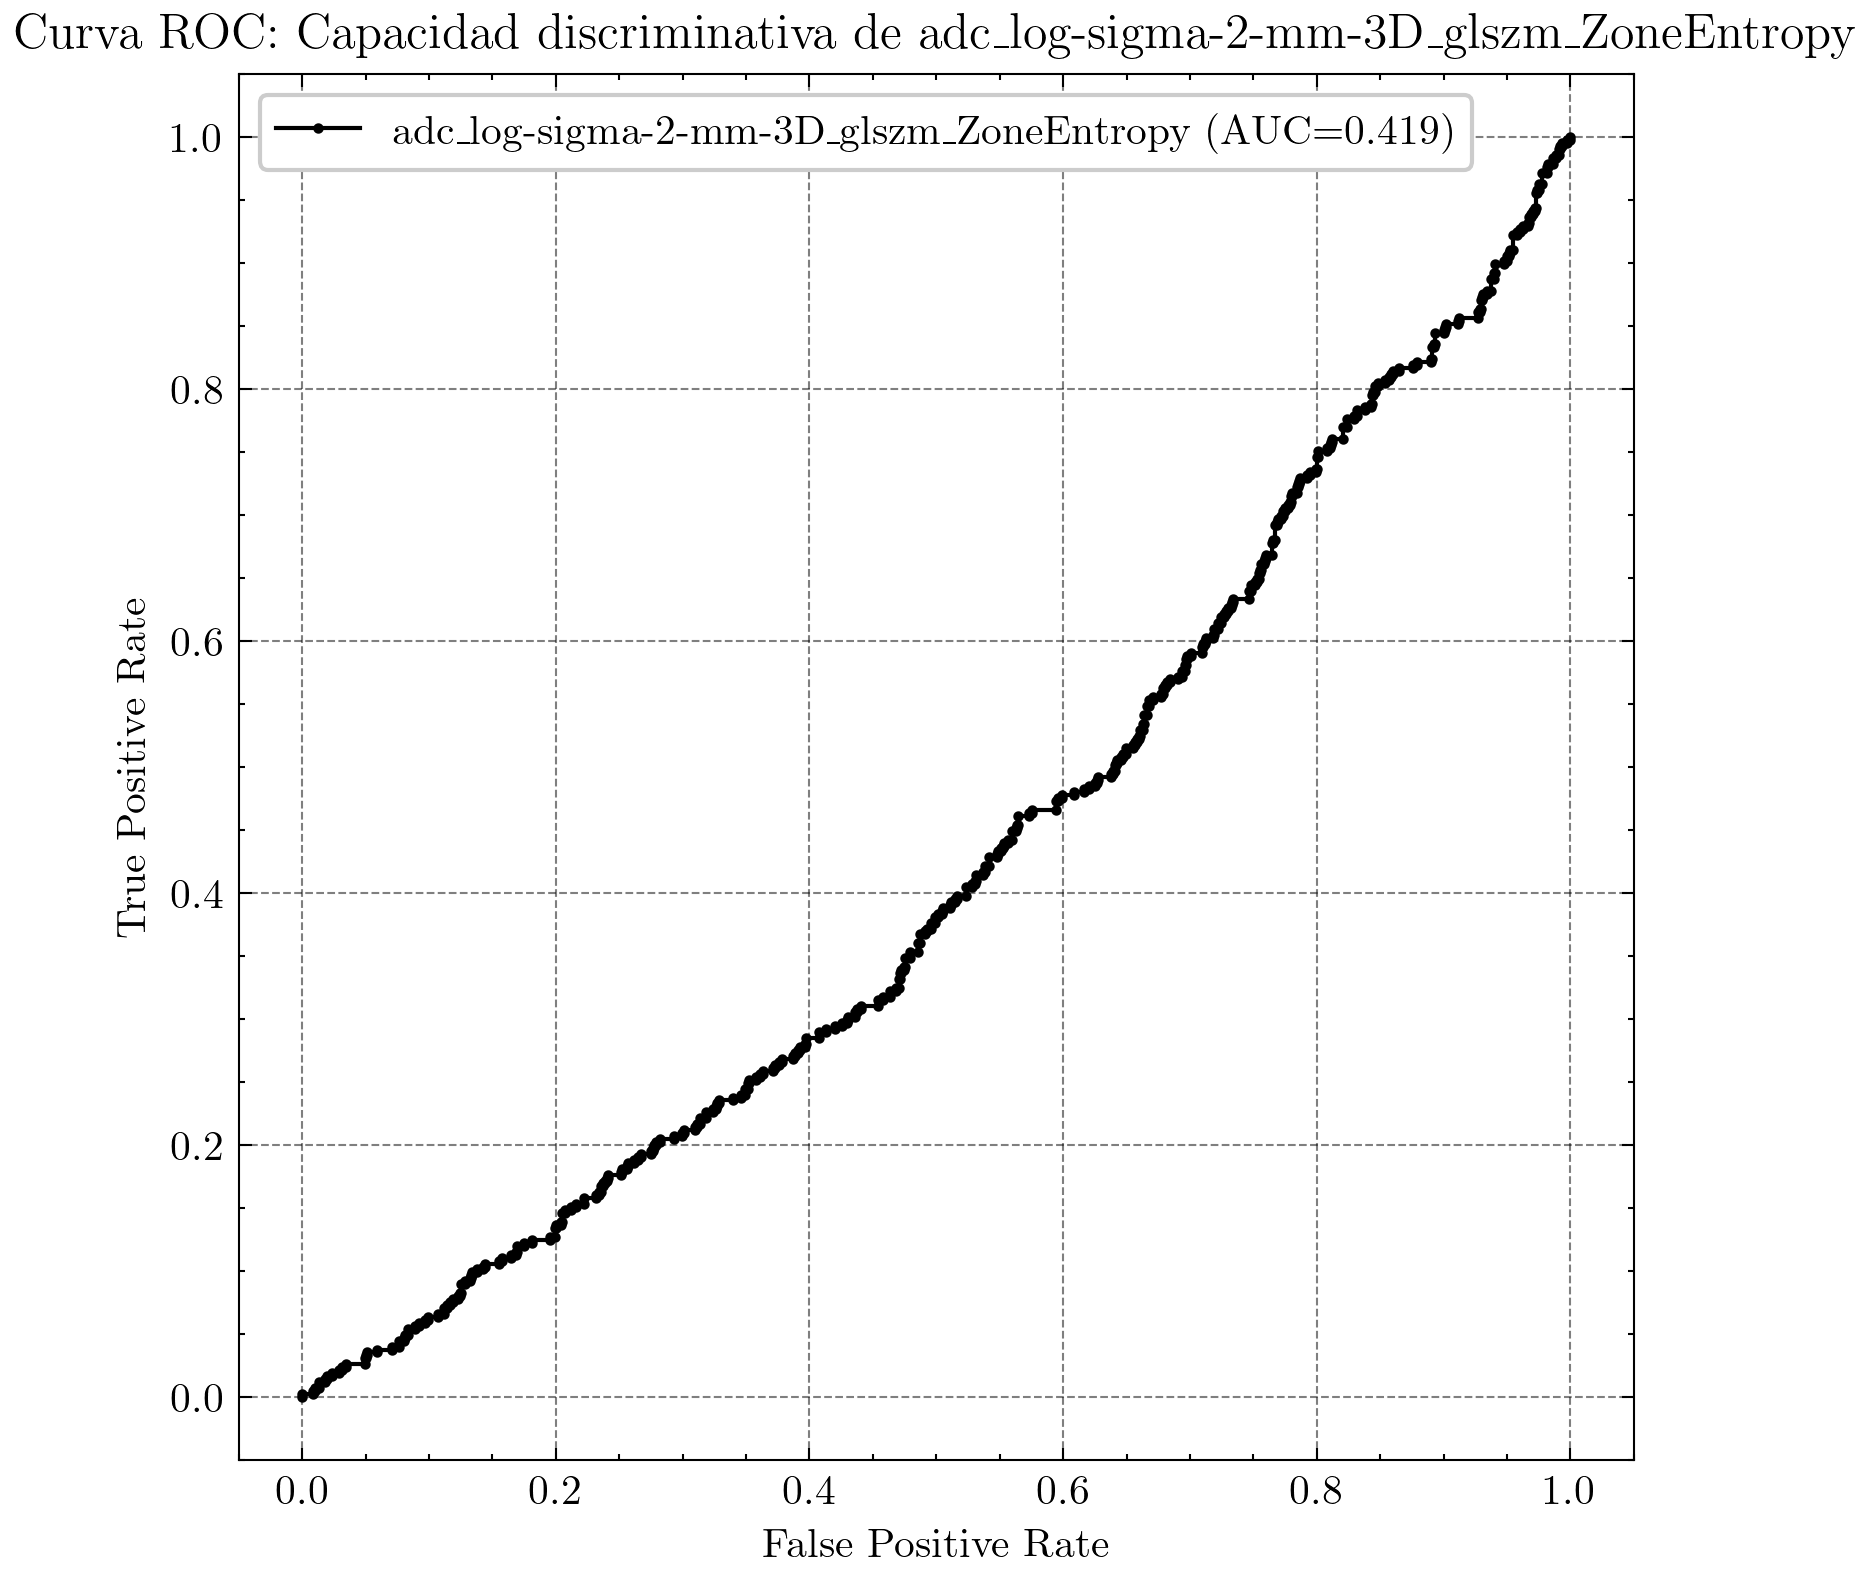 Curva ROC: Capacidad discriminativa de adc_log-sigma-2-mm-3D_glszm_ZoneEntropy
adc_log-sigma-2-mm-3D_glszm_ZoneEntropy (AUC=0.419)
1.0
0.8
0.6
0.4
0.2
0.0
True Positive Rate
0.0 0.2 0.4 0.6 0.8 1.0
False Positive Rate